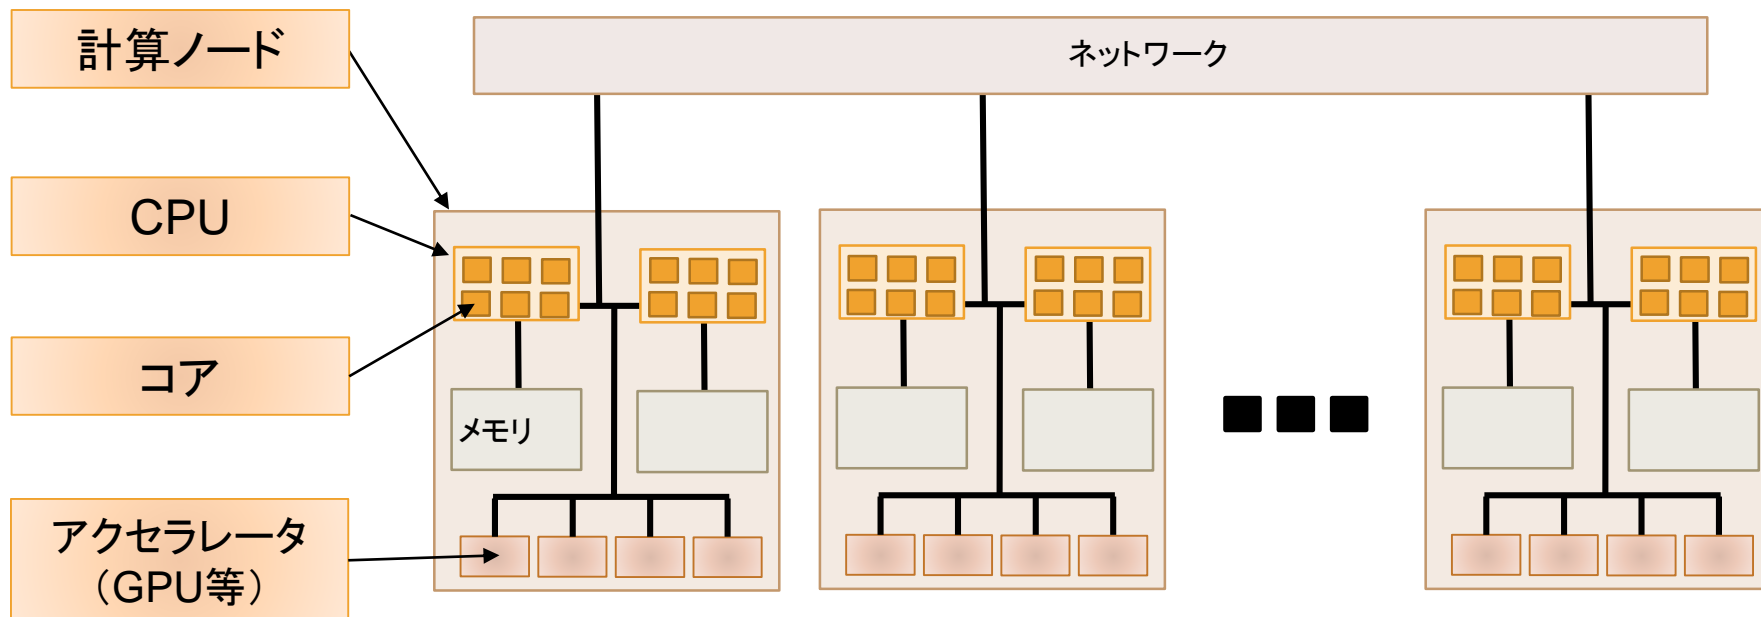 計算ノード
ネットワーク
CPU
コア
メモリ
アクセラレータ
（GPU等）